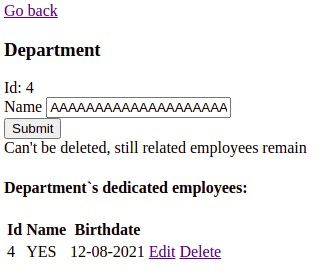 Go back
Department
Id: 4
Name AAAAAAAAAAAAAAAAAAAA
Submit
Can't be deleted, still related employees remain
Department`s dedicated employees:
Id Name Birthdate
4 YES 12-08-2021 Edit Delete